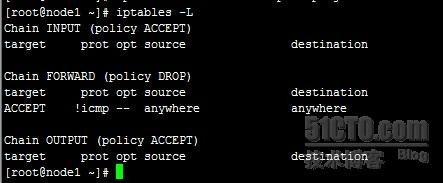 [root@node1 ~]# iptables -L
Chain INPUT (policy ACCEPT)
target prot opt source destination
Chain FORWARD (policy DROP)
target prot opt source destination
ACCEPT !icmp -- anywhere anywhere
Chain OUTPUT (policy ACCEPT)
target prot opt source destination
[root@node1 ~]#
51CTO.com
技术博客 Blog